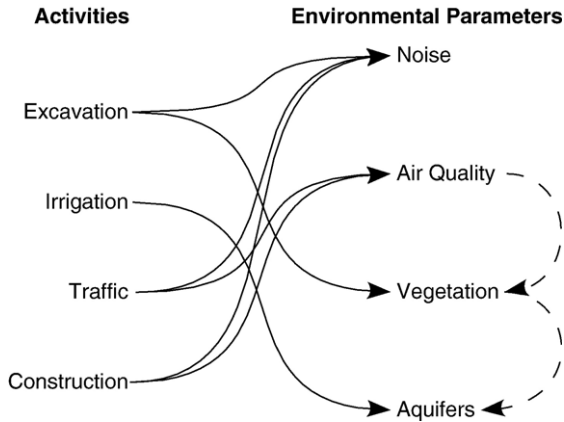 Activities
Environmental Parameters
Noise
Excavation
Air Quality
Irrigation
Traffic
Vegetation
Construction
Aquifers